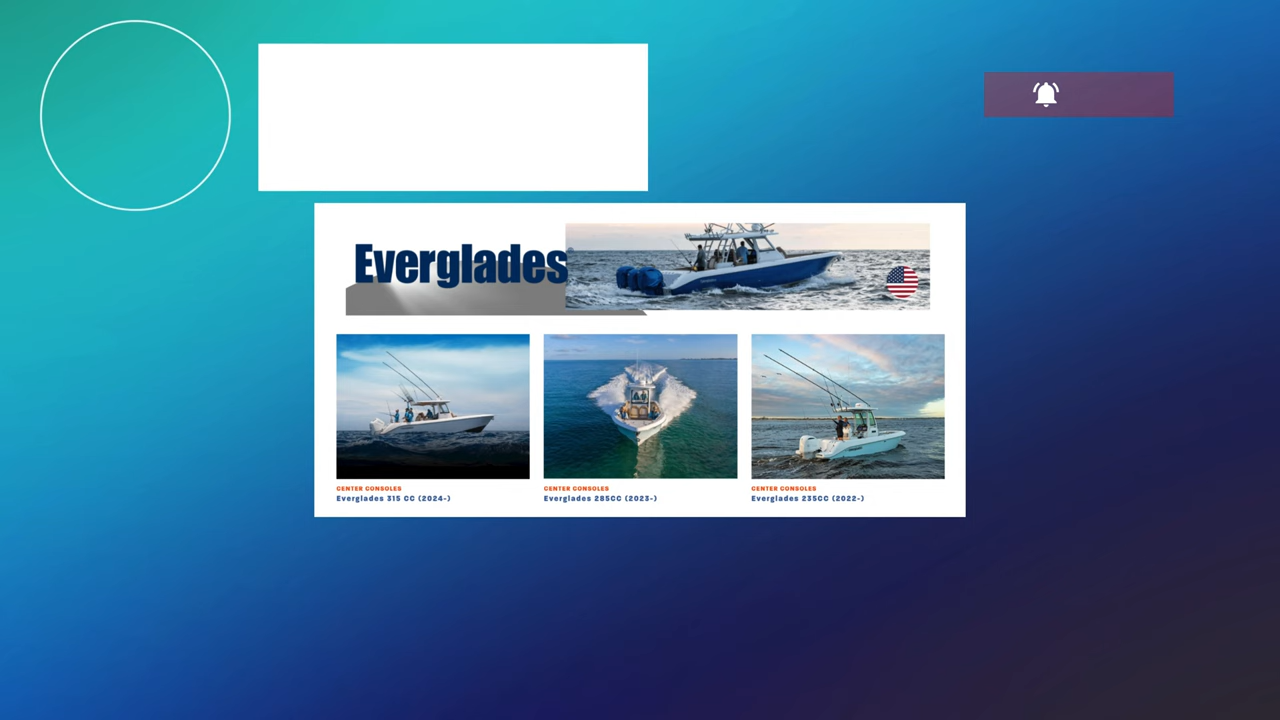 Everglades
CENTER CONSOLES
Everglades 315 CC (2024-)
CENTER CONSOLES
Everglades 285CC (2023-)
CENTER CONSOLES
Everglades 235CC (2022-)